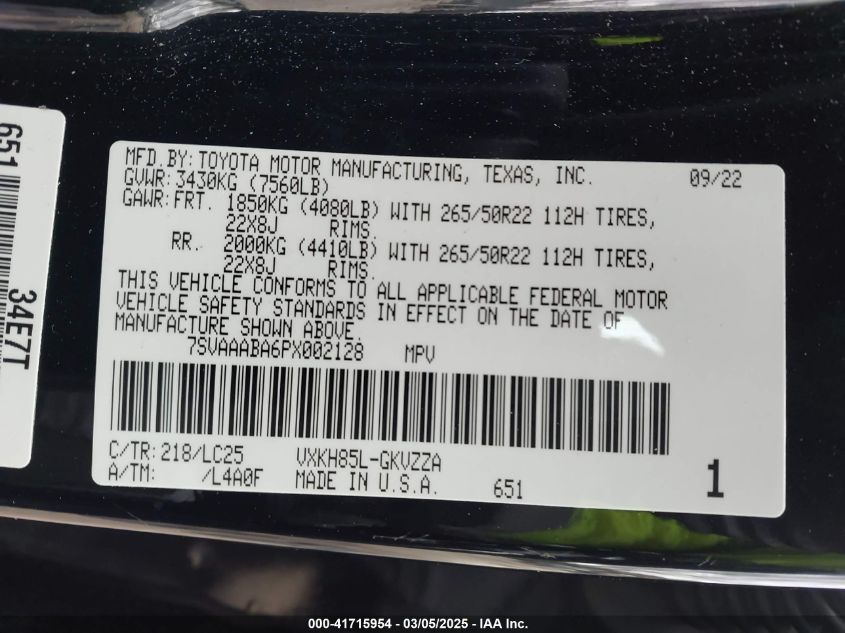 651
34E7T
MFD.BY: TOYOTA MOTOR MANUFACTURING, TEXAS, INC. 09/22
GVWR: 3430KG (7560LB)
GAWR: FRT. 1850KG (4080LB) WITH 265/50R22 112H TIRES,
22X8J RIMS.
RR. 2000KG (4410LB) WITH 265/50R22 112H TIRES,
22X8J RIMS.
THIS VEHICLE CONFORMS TO ALL APPLICABLE FEDERAL MOTOR
VEHICLE SAFETY STANDARDS IN EFFECT ON THE DATE OF
MANUFACTURE SHOWN ABOVE.
7SVAAABA6PX002128 MPV
C/TR: 218/LC25 VXKH85L-GKVZZA
A/TM: /L4A0F MADE IN U.S.A. 651 1
000-41715954 — 03/05/2025 — IAA Inc.